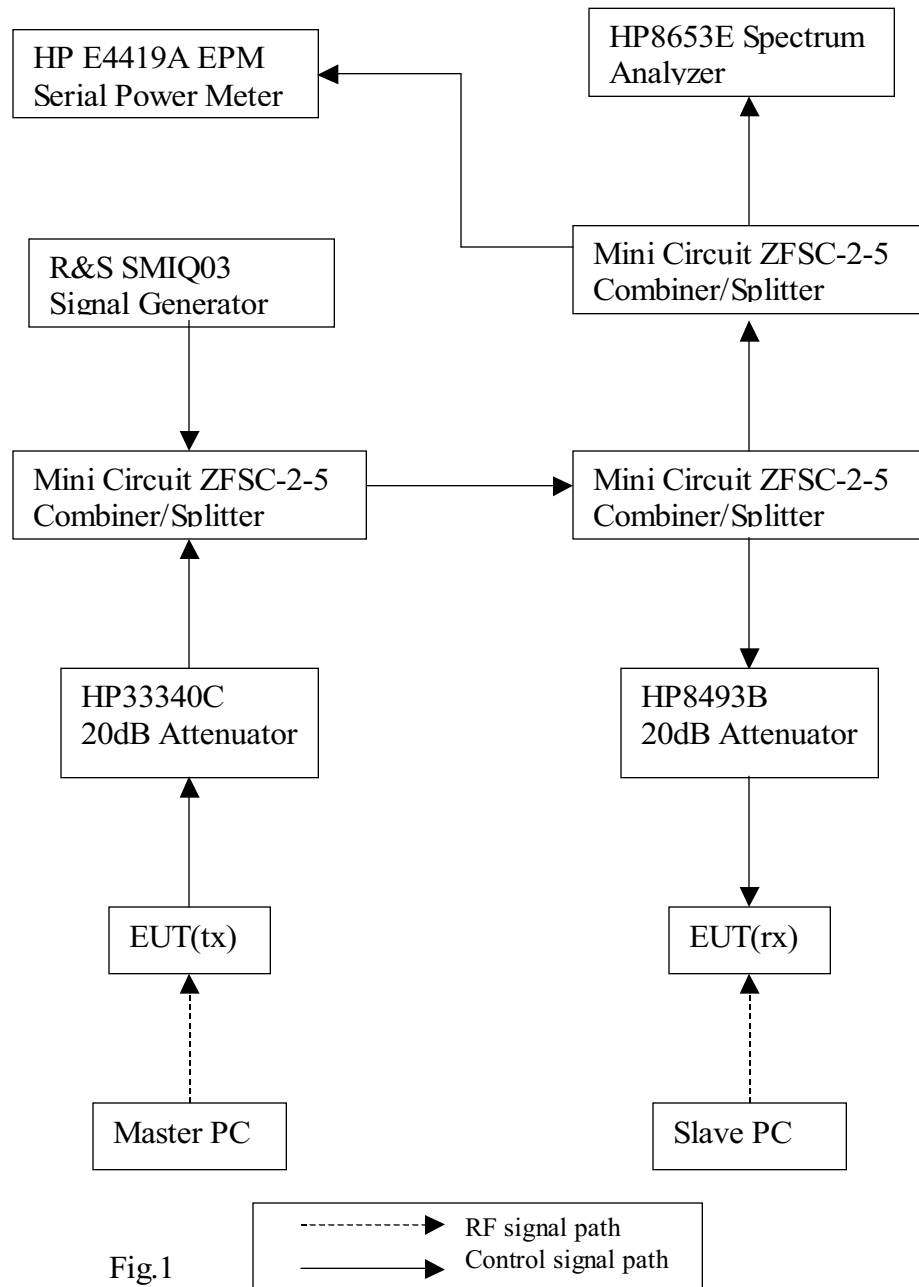 HP E4419A EPM
Serial Power Meter
HP8653E Spectrum
Analyzer
R&S SMIQ03
Signal Generator
Mini Circuit ZFSC-2-5
Combiner/Splitter
Mini Circuit ZFSC-2-5
Combiner/Splitter
Mini Circuit ZFSC-2-5
Combiner/Splitter
HP33340C
20dB Attenuator
HP8493B
20dB Attenuator
EUT(tx)
EUT(rx)
Master PC
Slave PC
RF signal path
Control signal path
Fig.1